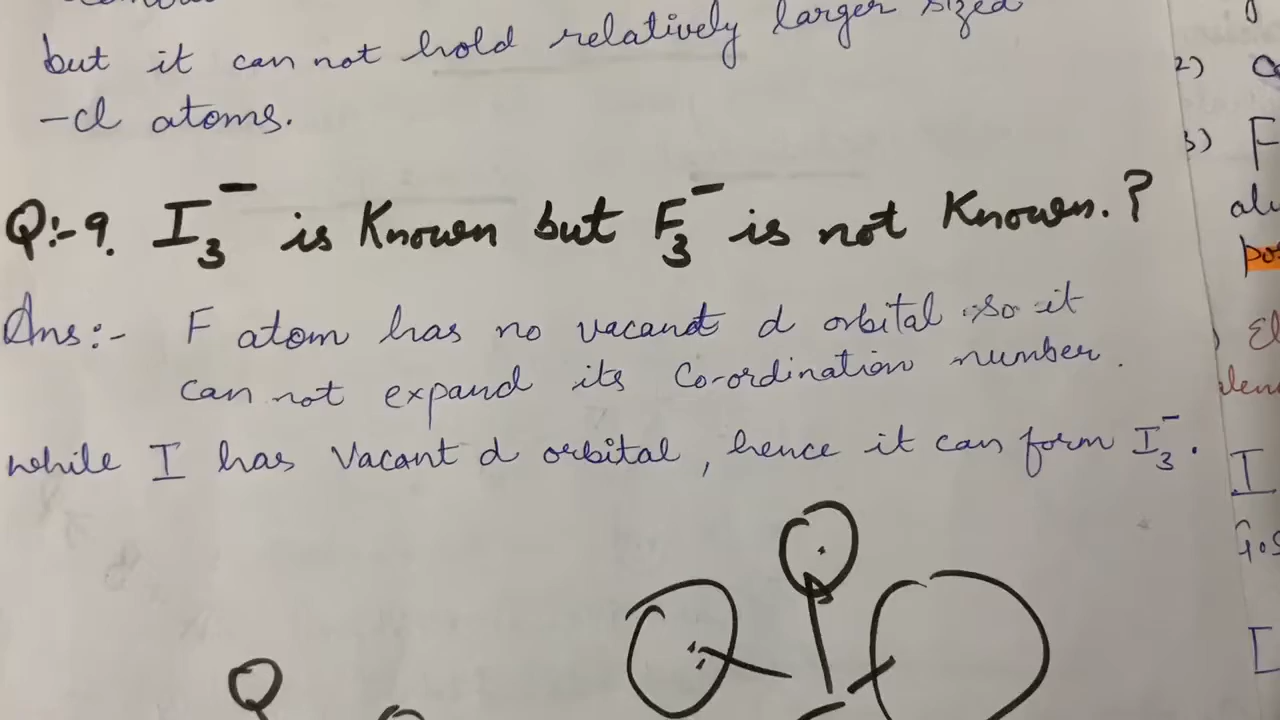 but it can not hold relatively larger sized
-Cl atoms.
Q:-9. I₃⁻ is Known but F₃⁻ is not Known.?
Ans:- F atom has no vacant d orbital so it
can not expand its Co-ordination number.
while I has Vacant d orbital, hence it can form I₃⁻.
2)
3) F
I